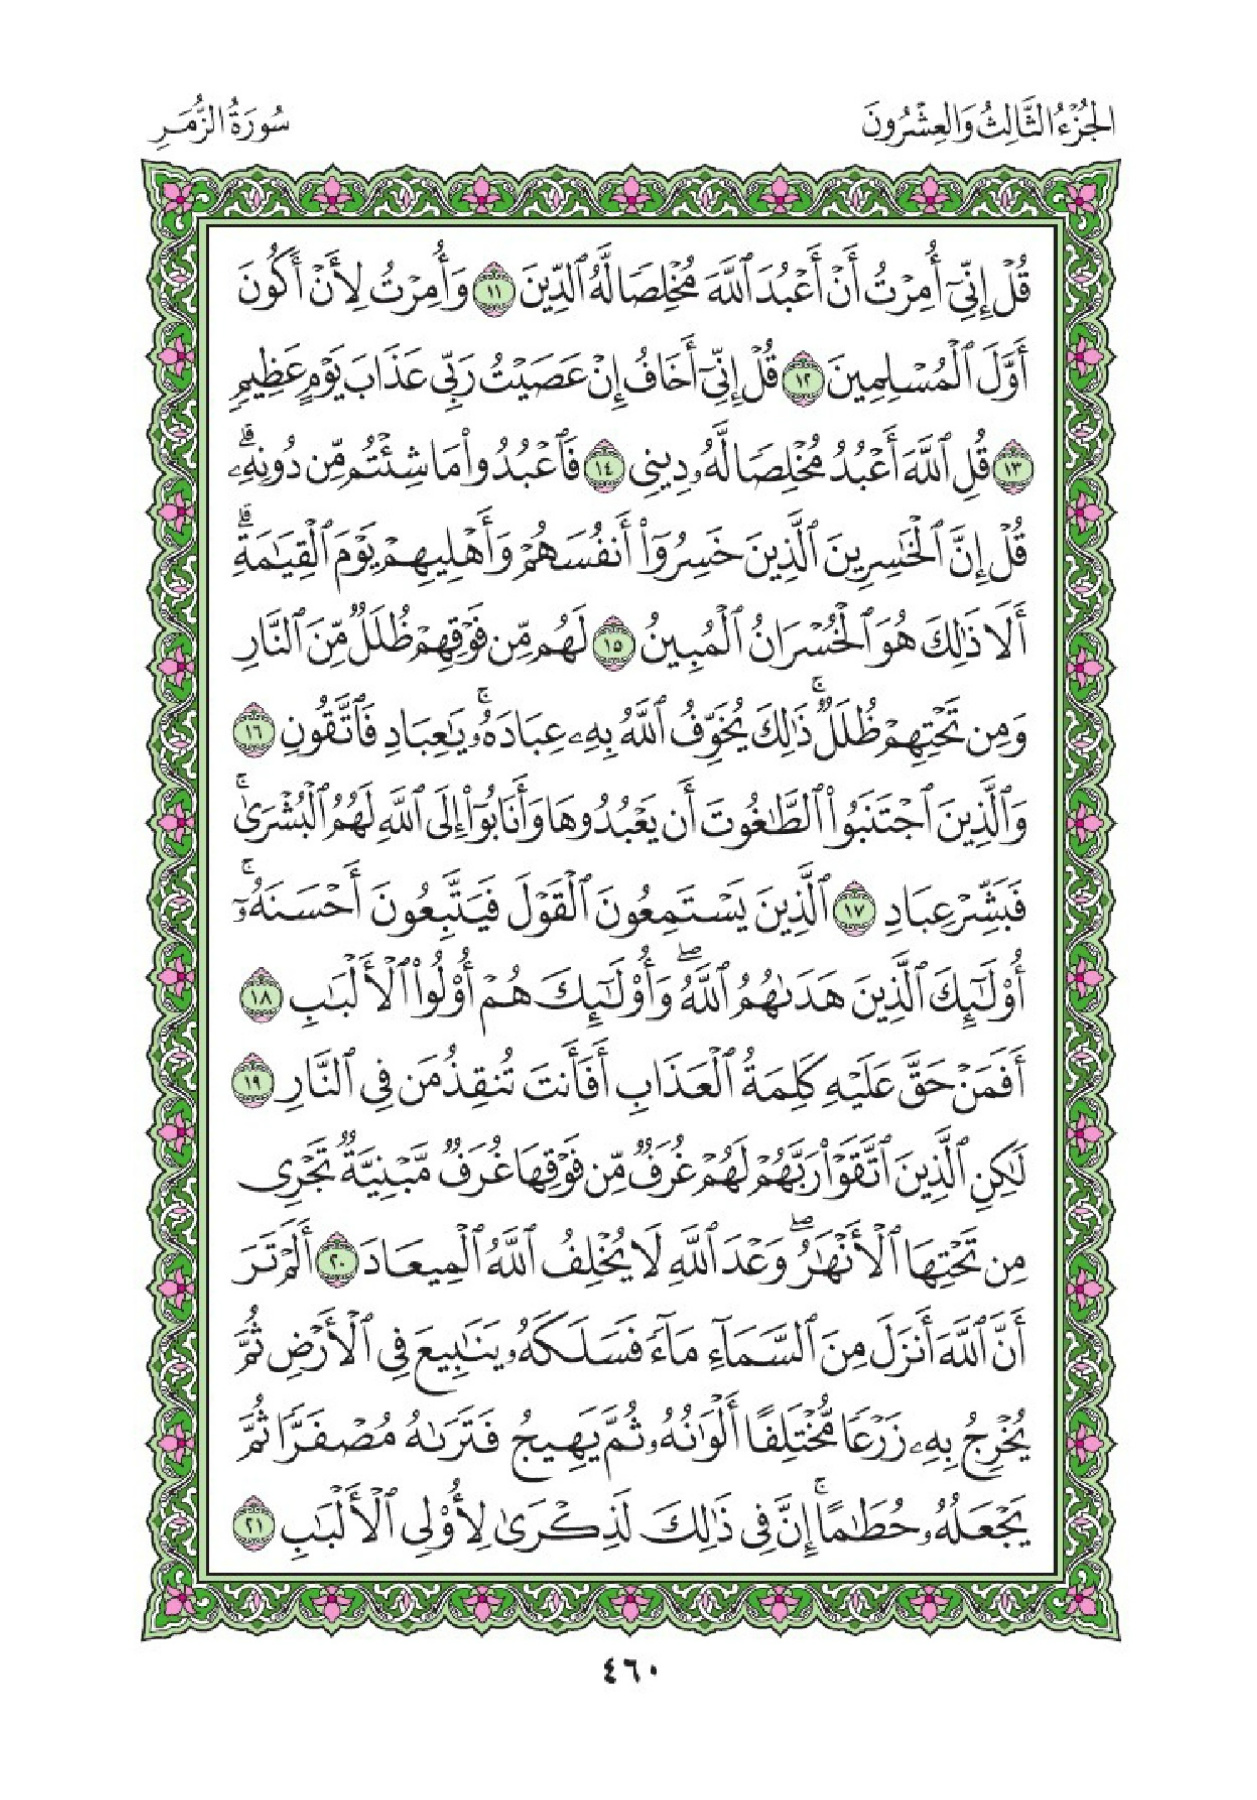 الجُزْءُ الثَّالِثُ وَالعِشْرُونَ
سُورَةُ الزُّمَرِ
قُلْ إِنِّيٓ أُمِرْتُ أَنْ أَعْبُدَ ٱللَّهَ مُخْلِصًا لَّهُ ٱلدِّينَ ١١ وَأُمِرْتُ لِأَنْ أَكُونَ
أَوَّلَ ٱلْمُسْلِمِينَ ١٢ قُلْ إِنِّيٓ أَخَافُ إِنْ عَصَيْتُ رَبِّي عَذَابَ يَوْمٍ عَظِيمٍ
١٣ قُلِ ٱللَّهَ أَعْبُدُ مُخْلِصًا لَّهُۥ دِينِي ١٤ فَٱعْبُدُوا۟ مَا شِئْتُم مِّن دُونِهِۦۗ
قُلْ إِنَّ ٱلْخَٰسِرِينَ ٱلَّذِينَ خَسِرُوٓا۟ أَنفُسَهُمْ وَأَهْلِيهِمْ يَوْمَ ٱلْقِيَٰمَةِۗ
أَلَا ذَٰلِكَ هُوَ ٱلْخُسْرَانُ ٱلْمُبِينُ ١٥ لَهُم مِّن فَوْقِهِمْ ظُلَلٌ مِّنَ ٱلنَّارِ
وَمِن تَحْتِهِمْ ظُلَلٌۚ ذَٰلِكَ يُخَوِّفُ ٱللَّهُ بِهِۦ عِبَادَهُۥۚ يَٰعِبَادِ فَٱتَّقُونِ ١٦
وَٱلَّذِينَ ٱجْتَنَبُوا۟ ٱلطَّٰغُوتَ أَن يَعْبُدُوهَا وَأَنَابُوٓا۟ إِلَى ٱللَّهِ لَهُمُ ٱلْبُشْرَىٰۚ
فَبَشِّرْ عِبَادِ ١٧ ٱلَّذِينَ يَسْتَمِعُونَ ٱلْقَوْلَ فَيَتَّبِعُونَ أَحْسَنَهُۥٓۚ
أُو۟لَٰٓئِكَ ٱلَّذِينَ هَدَىٰهُمُ ٱللَّهُۖ وَأُو۟لَٰٓئِكَ هُمْ أُو۟لُوا۟ ٱلْأَلْبَٰبِ ١٨
أَفَمَنْ حَقَّ عَلَيْهِ كَلِمَةُ ٱلْعَذَابِ أَفَأَنتَ تُنقِذُ مَن فِي ٱلنَّارِ ١٩
لَٰكِنِ ٱلَّذِينَ ٱتَّقَوْا۟ رَبَّهُمْ لَهُمْ غُرَفٌ مِّن فَوْقِهَا غُرَفٌ مَّبْنِيَّةٌ تَجْرِي
مِن تَحْتِهَا ٱلْأَنْهَٰرُۖ وَعْدَ ٱللَّهِ لَا يُخْلِفُ ٱللَّهُ ٱلْمِيعَادَ ٢٠ أَلَمْ تَرَ
أَنَّ ٱللَّهَ أَنزَلَ مِنَ ٱلسَّمَآءِ مَآءً فَسَلَكَهُۥ يَنَٰبِيعَ فِي ٱلْأَرْضِ ثُمَّ
يُخْرِجُ بِهِۦ زَرْعًا مُّخْتَلِفًا أَلْوَٰنُهُۥ ثُمَّ يَهِيجُ فَتَرَىٰهُ مُصْفَرًّا ثُمَّ
يَجْعَلُهُۥ حُطَٰمًاۚ إِنَّ فِي ذَٰلِكَ لَذِكْرَىٰ لِأُو۟لِي ٱلْأَلْبَٰبِ ٢١
٤٦٠